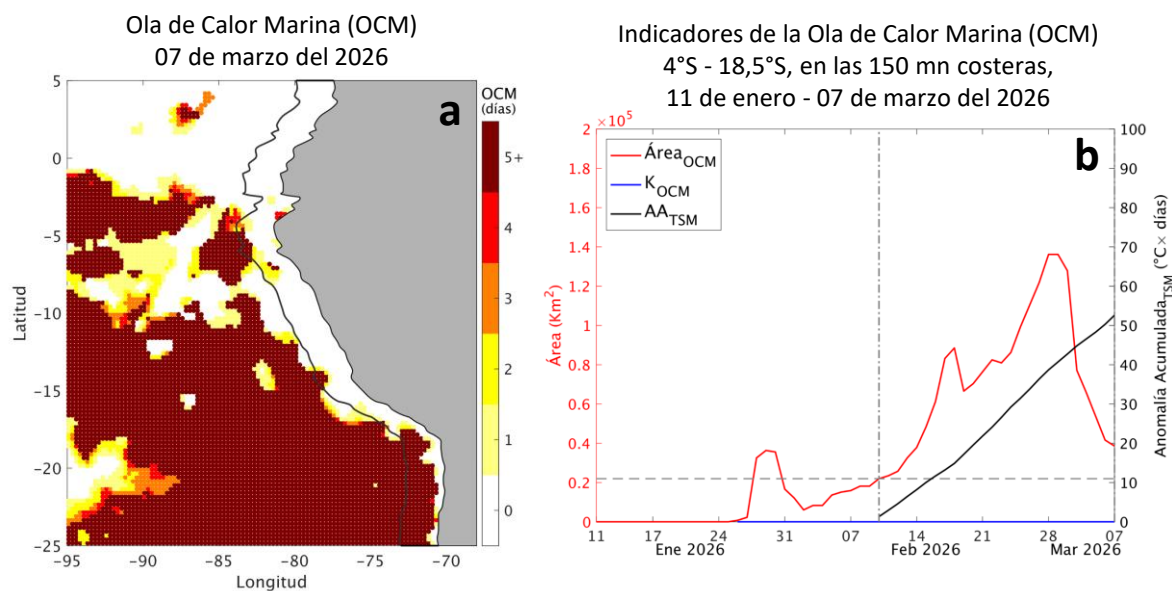 Ola de Calor Marina (OCM)
07 de marzo del 2026
5
0
−5
−10
−15
−20
−25
Latitud
−95
−90
−85
−80
−75
−70
Longitud
a
OCM
(días)
5+
4
3
2
1
0
Indicadores de la Ola de Calor Marina (OCM)
4°S - 18,5°S, en las 150 mn costeras,
11 de enero - 07 de marzo del 2026
×10⁵
2
1.8
1.6
1.4
1.2
1
0.8
0.6
0.4
0.2
0
Área (Km²)
Área_OCM
K_OCM
AA_TSM
b
100
90
80
70
60
50
40
30
20
10
0
Anomalía Acumulada_TSM (°C× días)
11
17
24
31
07
14
21
28
07
Ene 2026
Feb 2026
Mar 2026